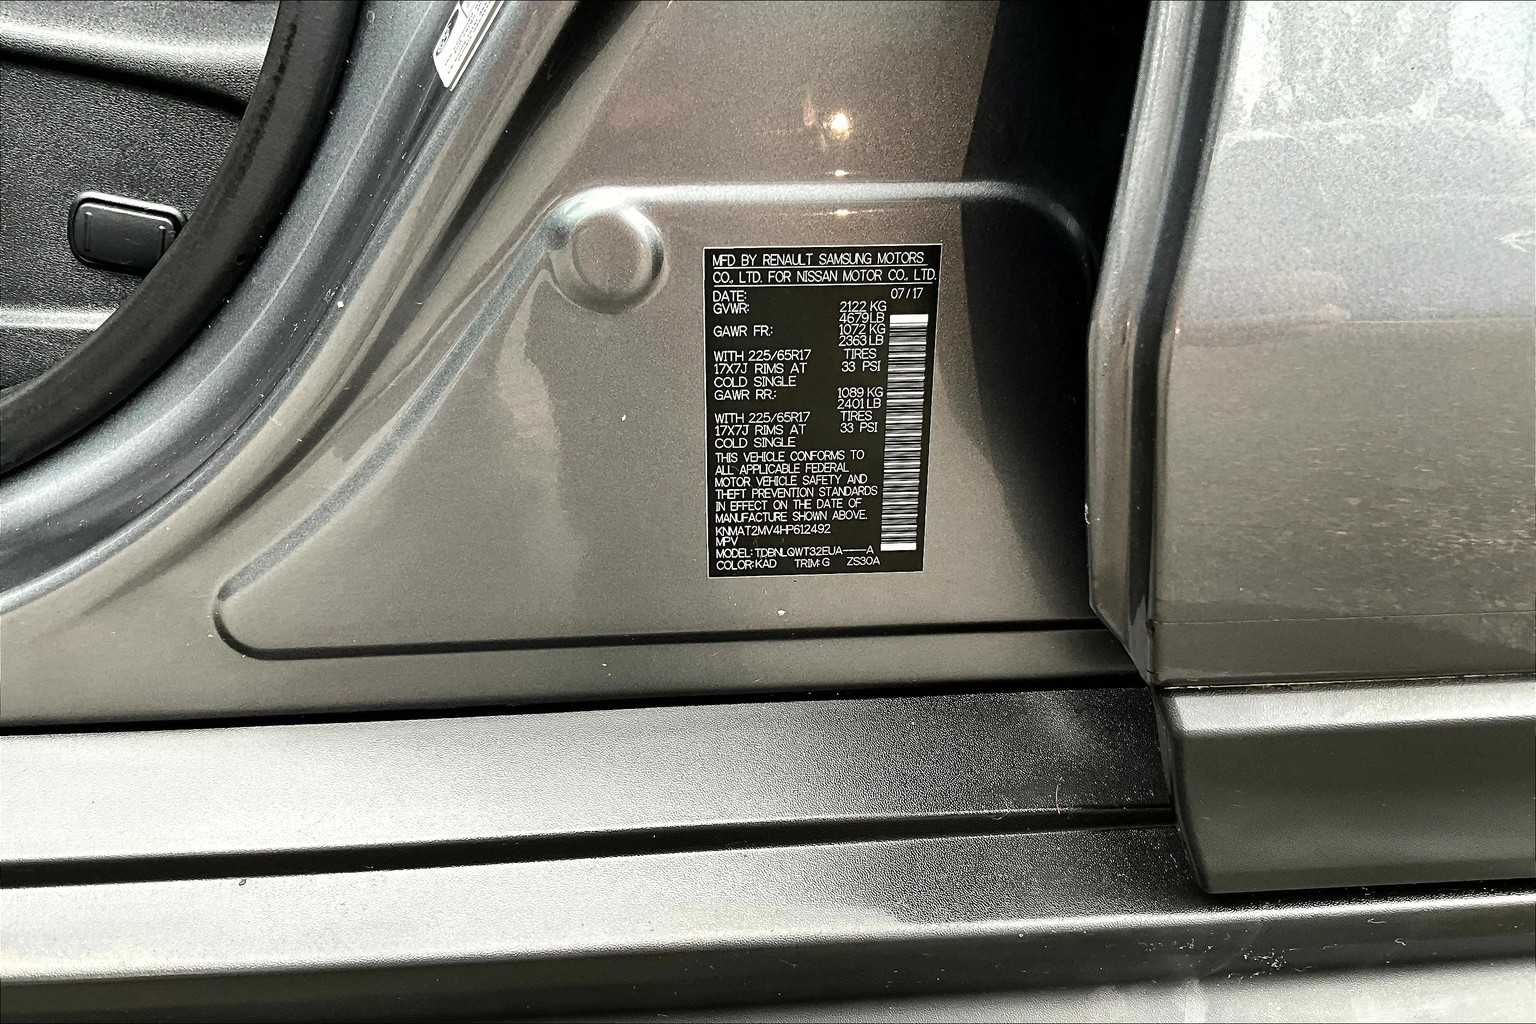 MFD BY RENAULT SAMSUNG MOTORS
CO., LTD. FOR NISSAN MOTOR CO., LTD.
DATE: 07/17
GVWR: 2122 KG
4679 LB
GAWR FR: 1072 KG
2363 LB
WITH 225/65R17 TIRES
17X7J RIMS AT 33 PSI
COLD SINGLE
GAWR RR.: 1089 KG
2401 LB
WITH 225/65R17 TIRES
17X7J RIMS AT 33 PSI
COLD SINGLE
THIS VEHICLE CONFORMS TO
ALL APPLICABLE FEDERAL
MOTOR VEHICLE SAFETY AND
THEFT PREVENTION STANDARDS
IN EFFECT ON THE DATE OF
MANUFACTURE SHOWN ABOVE.
KNMAT2MV4HP612492
MPV
MODEL: TDBNLQWT32EUA----A
COLOR: KAD TRIM: G ZS30A